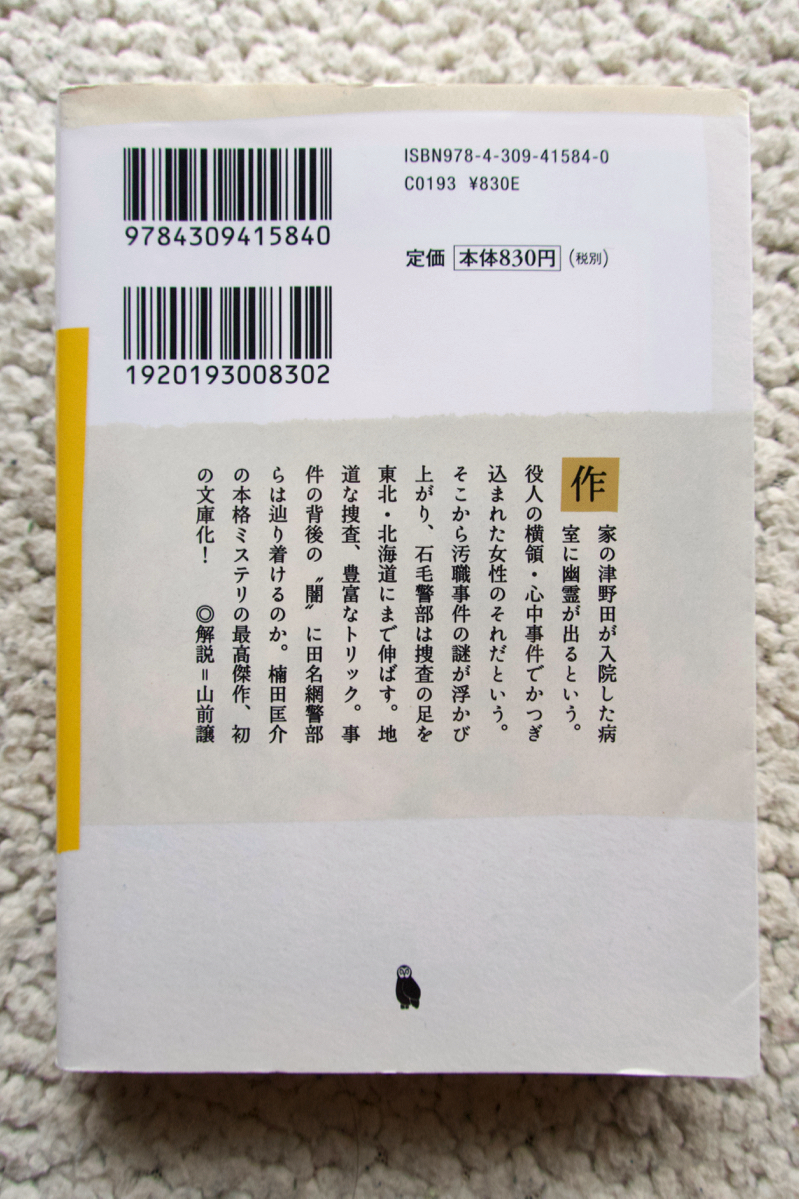 ISBN978-4-309-41584-0
C0193 ¥830E
9784309415840
定価 本体830円(税別)
1920193008302
作家の津野田が入院した病
室に幽霊が出るという。
役人の横領・心中事件でかつぎ
込まれた女性のそれだという。
そこから汚職事件の謎が浮かび
上がり、石毛警部は捜査の足を
東北・北海道にまで伸ばす。地
道な捜査、豊富なトリック。事
件の背後の〝闇〟に田名網警部
らは辿り着けるのか。楠田匡介
の本格ミステリの最高傑作、初
の文庫化! ◎解説=山前譲